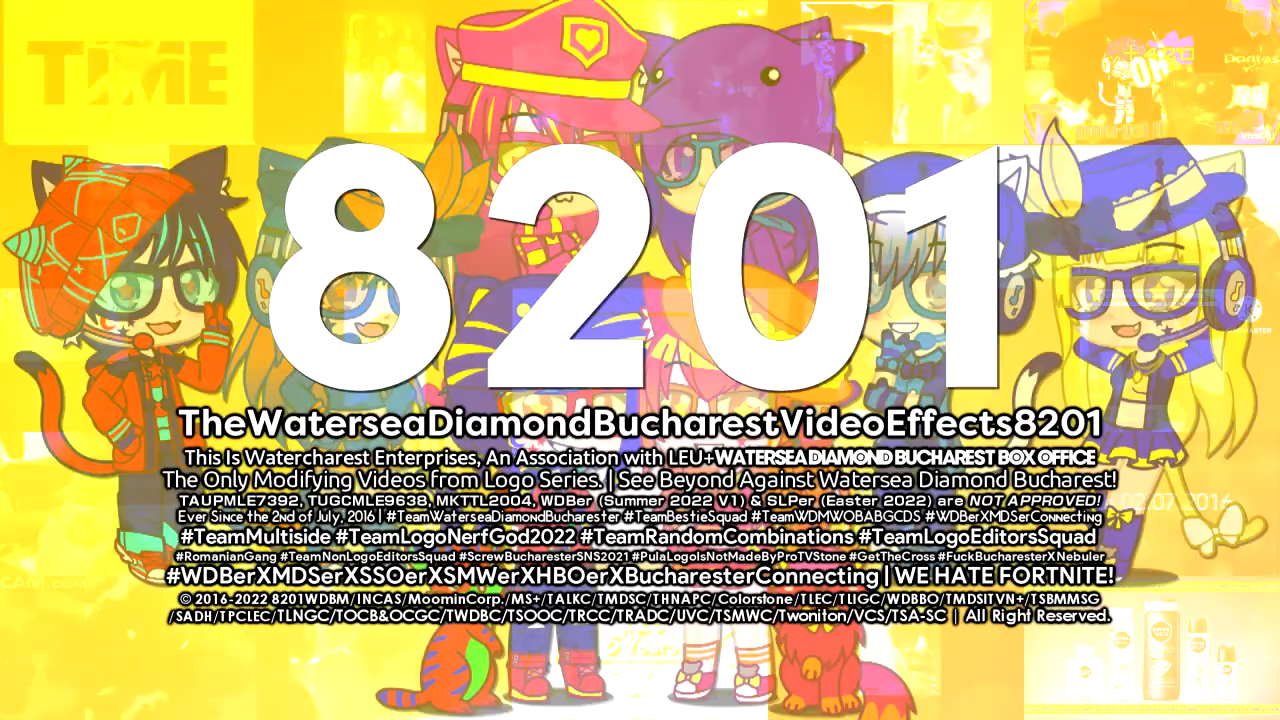 TIME
8201
TheWaterseaDiamondBucharestVideoEffects8201
This Is Watercharest Enterprises, An Association with LEU+WATERSEA DIAMOND BUCHAREST BOX OFFICE
The Only Modifying Videos from Logo Series. | See Beyond Against Watersea Diamond Bucharest!
TAUPMLE7392, TUGCMLE9638, MKTTL2004, WDBer (Summer 2022 V1) & SLPer (Easter 2022) are NOT APPROVED!
02.07.2016
Ever Since the 2nd of July, 2016 | #TeamWaterseaDiamondBucharester #TeamBestieSquad #TeamWDMWOBABGCDS #WDBerXMDSerConnecting
#TeamMultiside #TeamLogoNerfGod2022 #TeamRandomCombinations #TeamLogoEditorsSquad
#RomanianGang #TeamNonLogoEditorsSquad #ScrewBucharesterSNS2021 #PulaLogoIsNotMadeByProTVStone #GetTheCross #FuckBucharesterXNebuler
#WDBerXMDSerXSSOerXSMWerXHBOerXBucharesterConnecting | WE HATE FORTNITE!
© 2016-2022 8201WDBM/INCAS/MoominCorp./MS+/TALKC/TMDSC/THNAPC/Colorstone/TLEC/TLIGC/WDBBO/TMDSITVN+/TSBMMSG
/SADH/TPCLEC/TLNGC/TOCB&OCGC/TWDBC/TSOOC/TRCC/TRADC/UVC/TSMWC/Twoniton/VCS/TSA-SC | All Right Reserved.